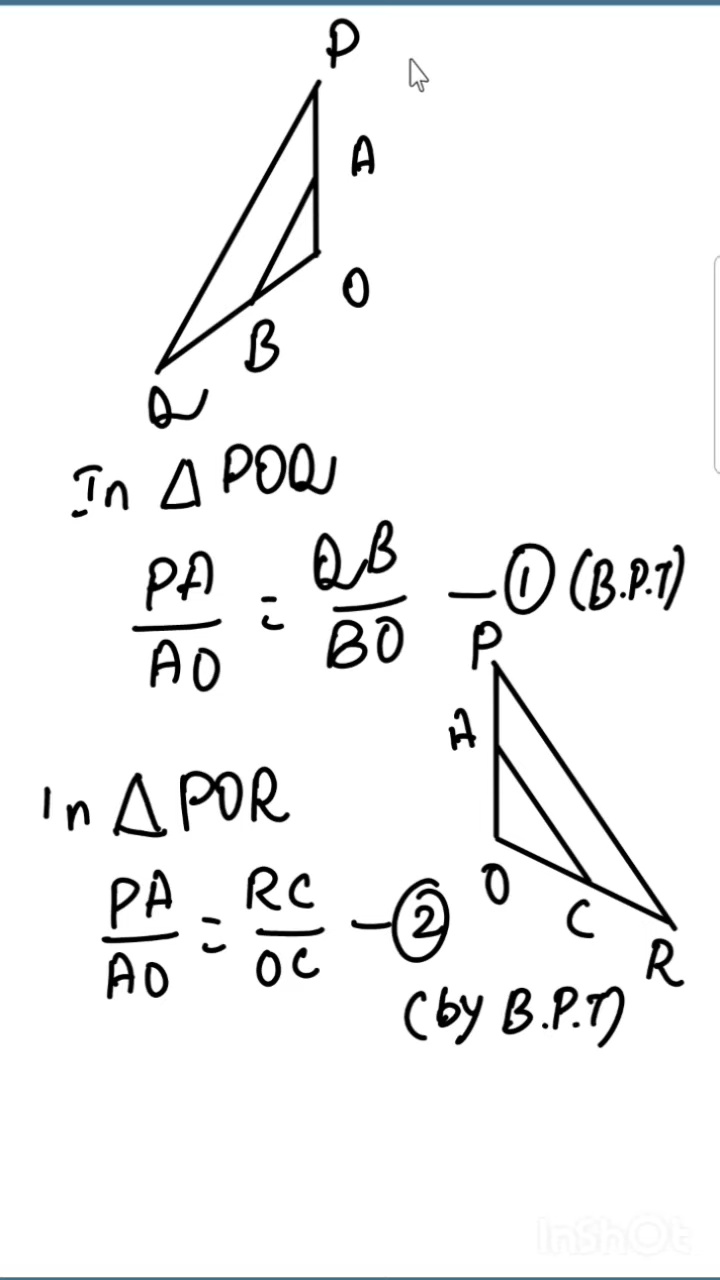 P
A
O
B
Q
In △ POQ
PA/AO = QB/BO — ① (B.P.T)
P
A
In △ POR
O
C
R
PA/AO = RC/OC — ②
(by B.P.T)
InShOt